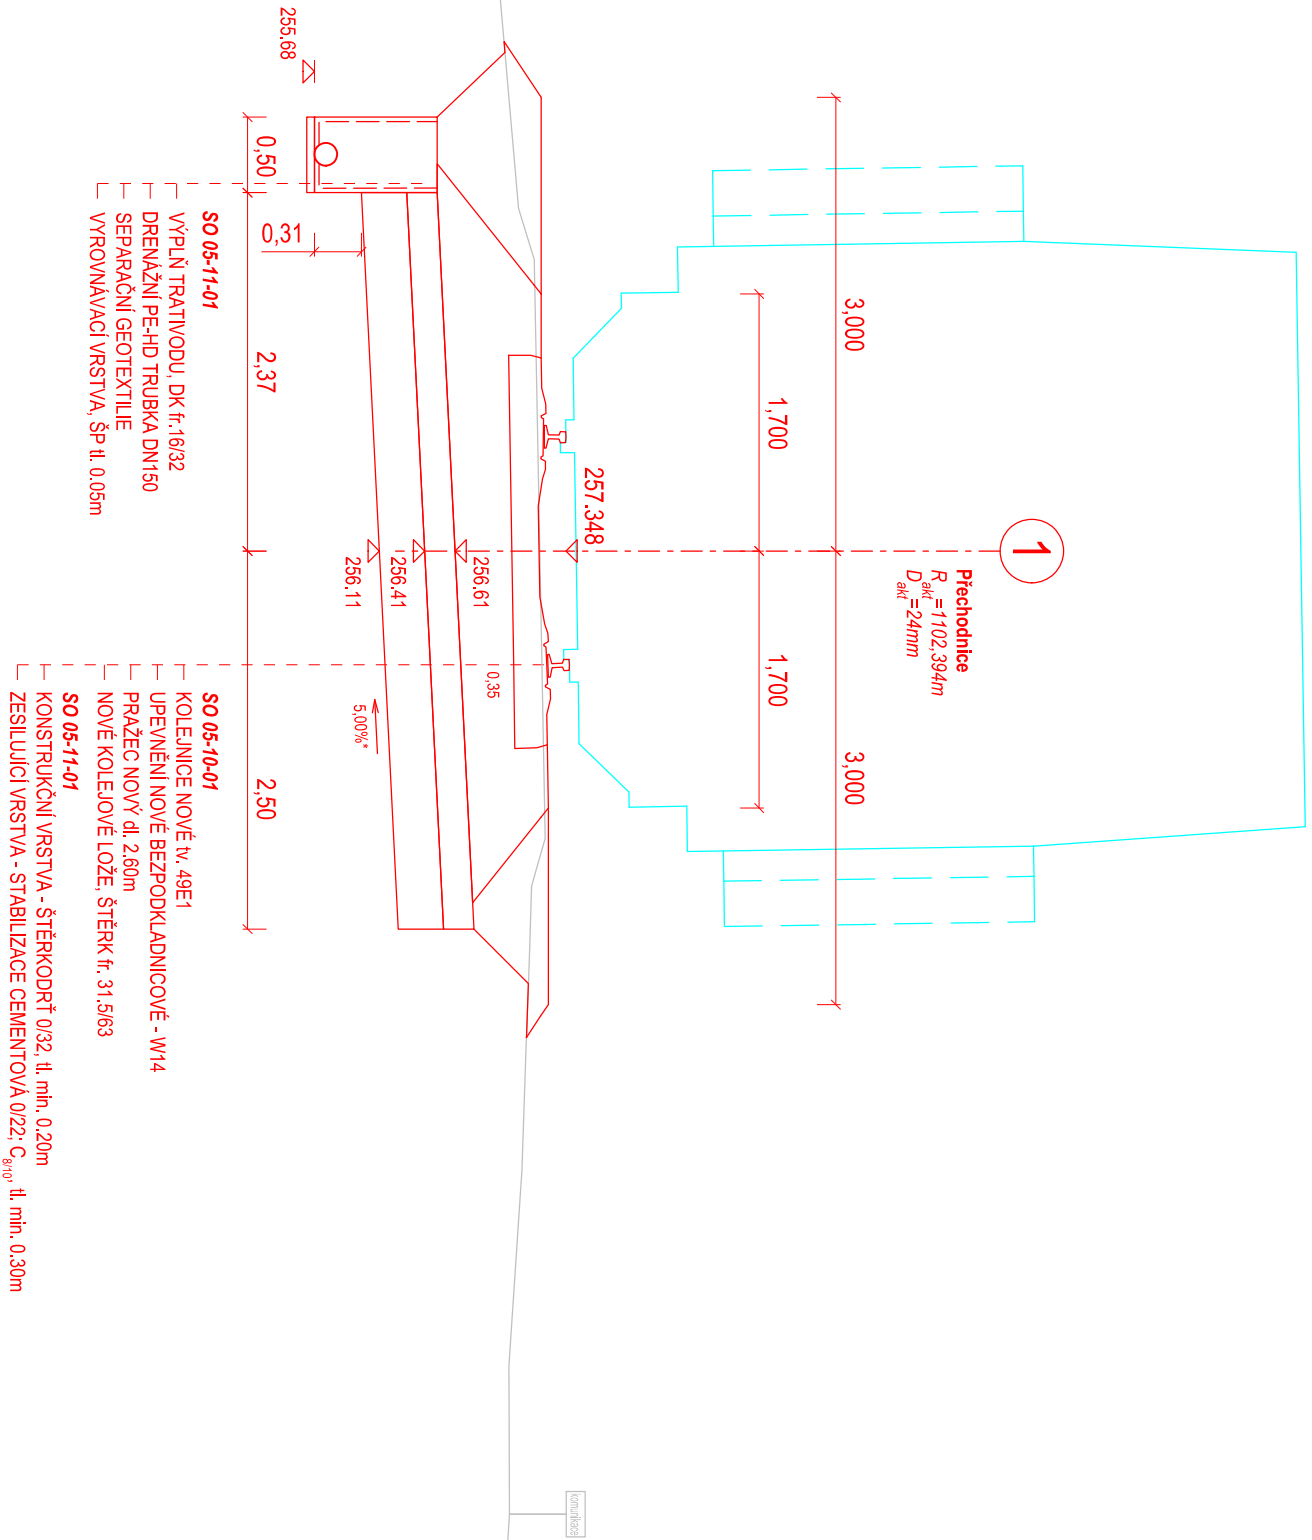 1
Přechodnice
R akt =1102,394m
D akt =24mm
3,000
3,000
1,700
1,700
257.348
256.61
256.41
256.11
0,35
5,00%*
255.68
0,50
2,37
2,50
0,31
SO 05-11-01
VÝPLŇ TRATIVODU, DK fr.16/32
DRENÁŽNÍ PE-HD TRUBKA DN150
SEPARAČNÍ GEOTEXTILIE
VYROVNÁVACÍ VRSTVA, ŠP tl. 0.05m
SO 05-10-01
KOLEJNICE NOVÉ tv. 49E1
UPEVNĚNÍ NOVÉ BEZPODKLADNICOVÉ - W14
PRAŽEC NOVÝ dl. 2.60m
NOVÉ KOLEJOVÉ LOŽE, ŠTĚRK fr. 31.5/63
SO 05-11-01
KONSTRUKČNÍ VRSTVA - ŠTĚRKODRŤ 0/32, tl. min. 0.20m
ZESILUJÍCÍ VRSTVA - STABILIZACE CEMENTOVÁ 0/22; C8/10, tl. min. 0.30m
komunikace